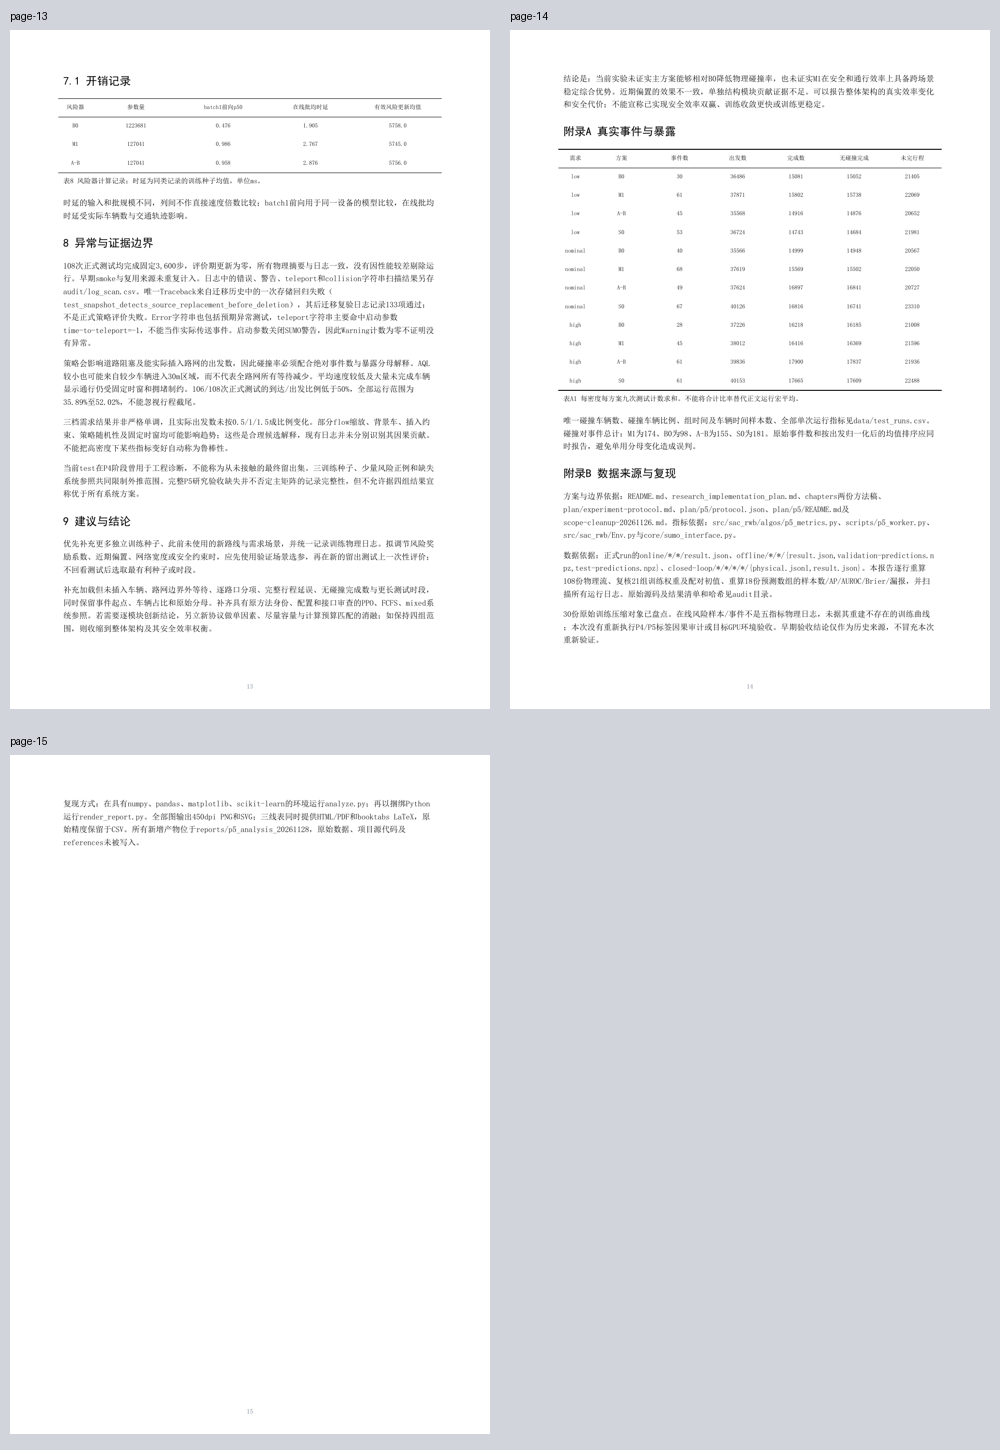 page-13
7.1 开销记录
风险器 参数量 batch1前向p50 在线批均时延 有效风险更新均值
B0 1223681 0.476 1.905 5758.0
M1 127041 0.986 2.767 5745.0
A-B 127041 0.958 2.876 5756.0
表8 风险器计算记录；时延为同类记录的训练种子均值，单位ms。
时延的输入和批规模不同，列间不作直接速度倍数比较；batch1前向用于同一设备的模型比较，在线批均
时延受实际车辆数与交通轨迹影响。
8 异常与证据边界
108次正式测试均完成固定3,600步，评价期更新为零，所有物理摘要与日志一致，没有因性能较差剔除运
行。早期smoke与复用来源未重复计入。日志中的错误、警告、teleport和collision字符串扫描结果另存
audit/log_scan.csv。唯一Traceback来自迁移历史中的一次存储回归失败（
test_snapshot_detects_source_replacement_before_deletion），其后迁移复验日志记录133项通过；
不是正式策略评价失败。Error字符串也包括预期异常测试，teleport字符串主要命中启动参数
time-to-teleport=-1，不能当作实际传送事件。启动参数关闭SUMO警告，因此Warning计数为零不证明没
有异常。
策略会影响道路阻塞及能实际插入路网的出发数，因此碰撞率必须配合绝对事件数与暴露分母解释。AQL
较小也可能来自较少车辆进入30m区域，而不代表全路网所有等待减少。平均速度较低及大量未完成车辆
显示通行仍受固定时窗和拥堵制约。106/108次正式测试的到达/出发比例低于50%，全部运行范围为
35.89%至52.02%，不能忽视行程截尾。
三档需求结果并非严格单调，且实际出发数未按0.5/1/1.5成比例变化。部分flow缩放、背景车、插入约
束、策略随机性及固定时窗均可能影响趋势；这些是合理候选解释，现有日志并未分别识别其因果贡献。
不能把高密度下某些指标变好自动称为鲁棒性。
当前test在P4阶段曾用于工程诊断，不能称为从未接触的最终留出集。三训练种子、少量风险正例和缺失
系统参照共同限制外推范围。完整P5研究验收缺失并不否定主矩阵的记录完整性，但不允许据四组结果宣
称优于所有系统方案。
9 建议与结论
优先补充更多独立训练种子、此前未使用的新路线与需求场景，并统一记录训练物理日志。拟调节风险奖
励系数、近期偏置、网络宽度或安全约束时，应先使用验证场景选参，再在新的留出测试上一次性评价；
不回看测试后选取最有利种子或时段。
补充加载但未插入车辆、路网边界外等待、逐路口分项、完整行程延误、无碰撞完成数与更长测试时段，
同时保留事件起点、车辆占比和原始分母。补齐具有原方法身份、配置和接口审查的PPO、FCFS、mixed系
统参照。若需要逐模块创新结论，另立新协议做单因素、尽量容量与计算预算匹配的消融；如保持四组范
围，则收缩到整体架构及其安全效率权衡。
13
page-14
结论是：当前实验未证实主方案能够相对B0降低物理碰撞率，也未证实M1在安全和通行效率上具备跨场景
稳定综合优势。近期偏置的效果不一致，单独结构模块贡献证据不足。可以报告整体架构的真实效率变化
和安全代价；不能宣称已实现安全效率双赢、训练收敛更快或训练更稳定。
附录A 真实事件与暴露
需求 方案 事件数 出发数 完成数 无碰撞完成 未完行程
low B0 30 36486 15081 15052 21405
low M1 61 37871 15802 15738 22069
low A-B 45 35568 14916 14876 20652
low S0 53 36724 14743 14684 21981
nominal B0 40 35566 14999 14948 20567
nominal M1 68 37619 15569 15502 22050
nominal A-B 49 37624 16897 16841 20727
nominal S0 67 40126 16816 16741 23310
high B0 28 37226 16218 16185 21008
high M1 45 38012 16416 16369 21596
high A-B 61 39836 17900 17837 21936
high S0 61 40153 17665 17609 22488
表A1 每密度每方案九次测试计数求和。不能将合计比率替代正文运行宏平均。
唯一碰撞车辆数、碰撞车辆比例、组时间及车辆时间样本数、全部单次运行指标见data/test_runs.csv。
碰撞对事件总计：M1为174、B0为98、A-B为155、S0为181。原始事件数和按出发归一化后的均值排序应同
时报告，避免单用分母变化造成误判。
附录B 数据来源与复现
方案与边界依据：README.md、research_implementation_plan.md、chapters两份方法稿、
plan/experiment-protocol.md、plan/p5/protocol.json、plan/p5/README.md及
scope-cleanup-20261126.md。指标依据：src/sac_rwb/algos/p5_metrics.py、scripts/p5_worker.py、
src/sac_rwb/Env.py与core/sumo_interface.py。
数据依据：正式run的online/*/*/result.json、offline/*/*/{result.json,validation-predictions.n
pz,test-predictions.npz}、closed-loop/*/*/*/*/{physical.jsonl,result.json}。本报告逐行重算
108份物理流、复核21组训练权重及配对初值、重算18份预测数组的样本数/AP/AUROC/Brier/漏报，并扫
描所有运行日志。原始源码及结果清单和哈希见audit目录。
30份原始训练压缩对象已盘点。在线风险样本/事件不是五指标物理日志，未据其重建不存在的训练曲线
；本次没有重新执行P4/P5标签因果审计或目标GPU环境验收。早期验收结论仅作为历史来源，不冒充本次
重新验证。
14
page-15
复现方式：在具有numpy、pandas、matplotlib、scikit-learn的环境运行analyze.py；再以捆绑Python
运行render_report.py。全部图输出450dpi PNG和SVG；三线表同时提供HTML/PDF和booktabs LaTeX，原
始精度保留于CSV。所有新增产物位于reports/p5_analysis_20261128，原始数据、项目源代码及
references未被写入。
15